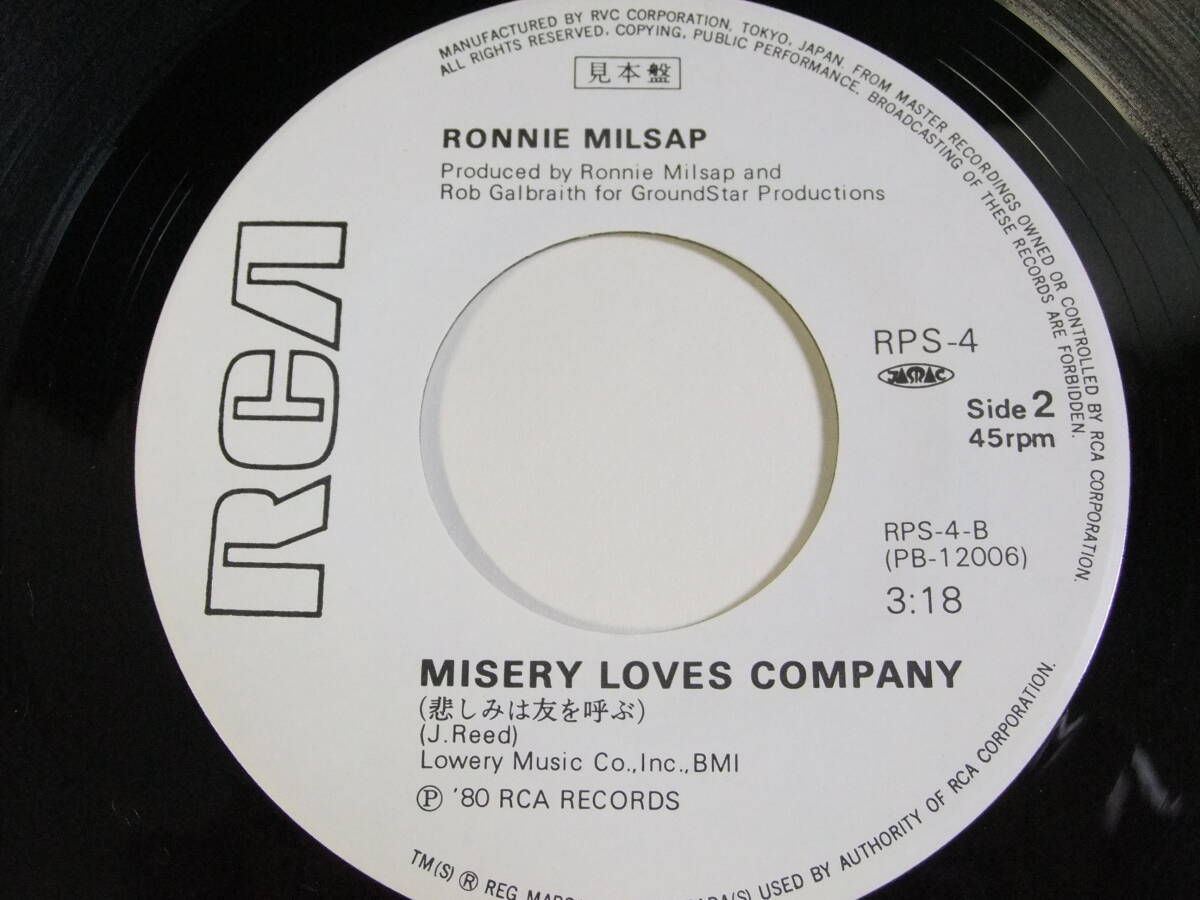 MANUFACTURED BY RVC CORPORATION, TOKYO, JAPAN. FROM MASTER RECORDINGS OWNED OR CONTROLLED BY RCA CORPORATION.
ALL RIGHTS RESERVED. COPYING, PUBLIC PERFORMANCE, BROADCASTING OF THESE RECORDS ARE FORBIDDEN.
見本盤
RONNIE MILSAP
Produced by Ronnie Milsap and
Rob Galbraith for GroundStar Productions
RCA
RPS-4
JASRAC
Side 2
45rpm
RPS-4-B
(PB-12006)
3:18
MISERY LOVES COMPANY
(悲しみは友を呼ぶ)
(J.Reed)
Lowery Music Co.,Inc.,BMI
Ⓟ '80 RCA RECORDS
TM(S) ® REG USED BY AUTHORITY OF RCA CORPORATION.